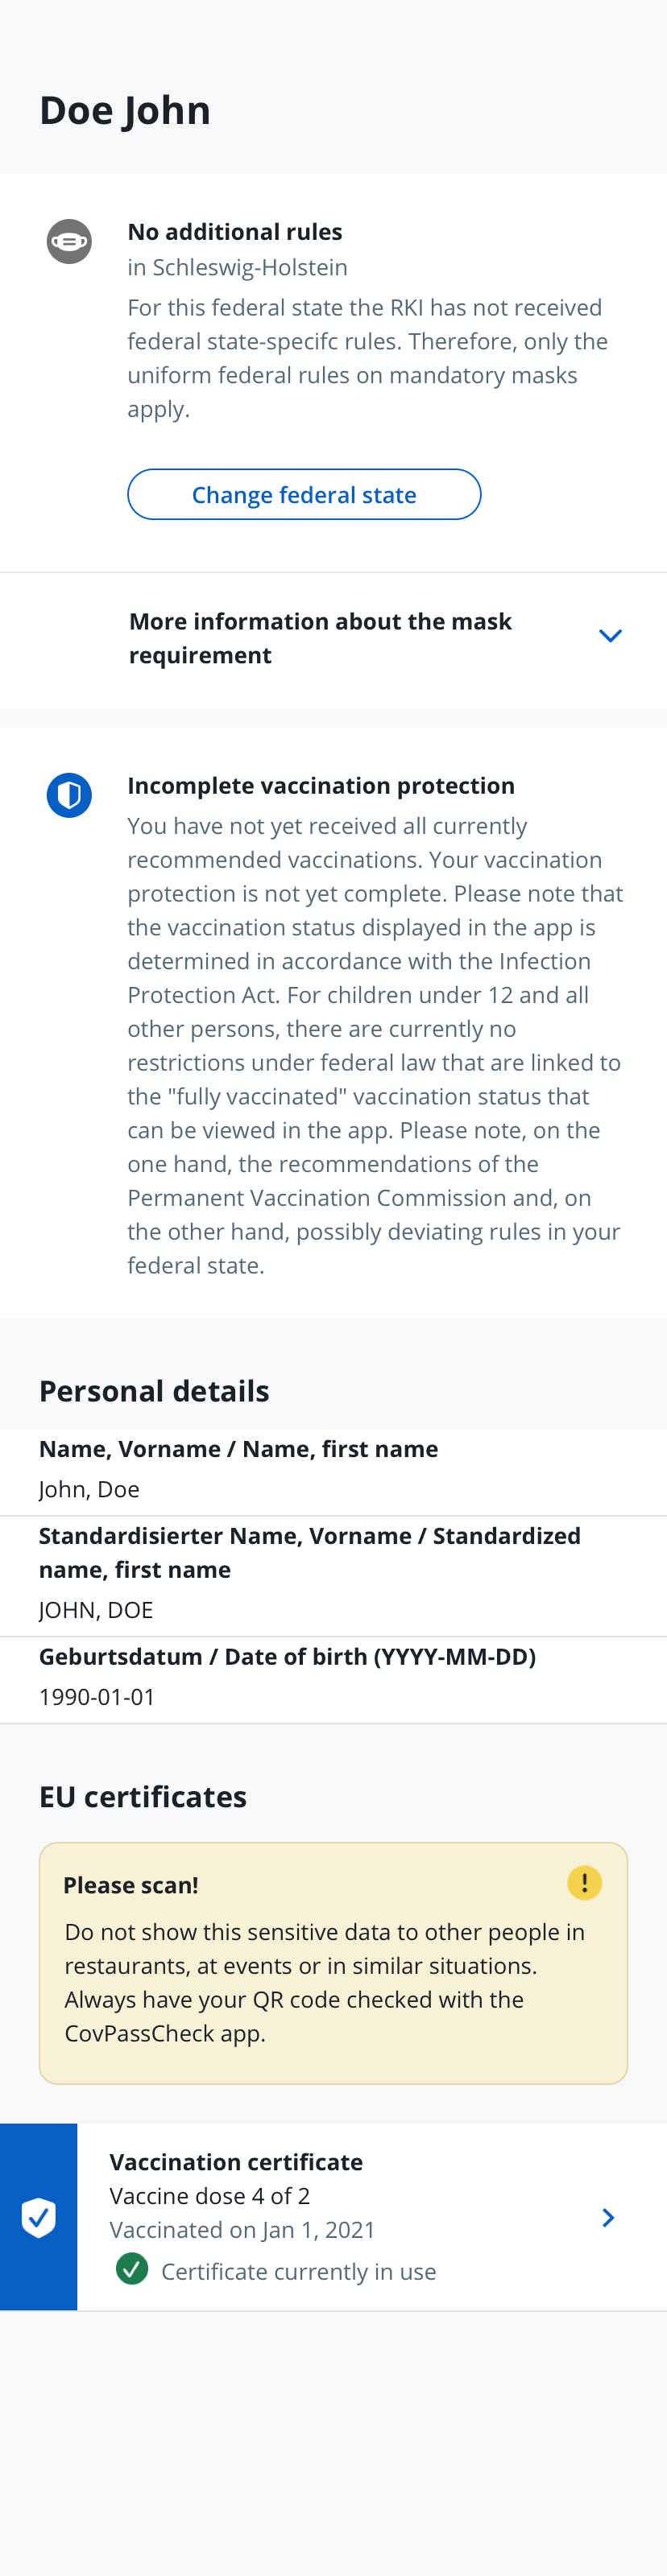 Doe John
No additional rules
in Schleswig-Holstein
For this federal state the RKI has not received
federal state-specifc rules. Therefore, only the
uniform federal rules on mandatory masks
apply.
Change federal state
More information about the mask
requirement
Incomplete vaccination protection
You have not yet received all currently
recommended vaccinations. Your vaccination
protection is not yet complete. Please note that
the vaccination status displayed in the app is
determined in accordance with the Infection
Protection Act. For children under 12 and all
other persons, there are currently no
restrictions under federal law that are linked to
the "fully vaccinated" vaccination status that
can be viewed in the app. Please note, on the
one hand, the recommendations of the
Permanent Vaccination Commission and, on
the other hand, possibly deviating rules in your
federal state.
Personal details
Name, Vorname / Name, first name
John, Doe
Standardisierter Name, Vorname / Standardized
name, first name
JOHN, DOE
Geburtsdatum / Date of birth (YYYY-MM-DD)
1990-01-01
EU certificates
Please scan!
Do not show this sensitive data to other people in
restaurants, at events or in similar situations.
Always have your QR code checked with the
CovPassCheck app.
Vaccination certificate
Vaccine dose 4 of 2
Vaccinated on Jan 1, 2021
Certificate currently in use